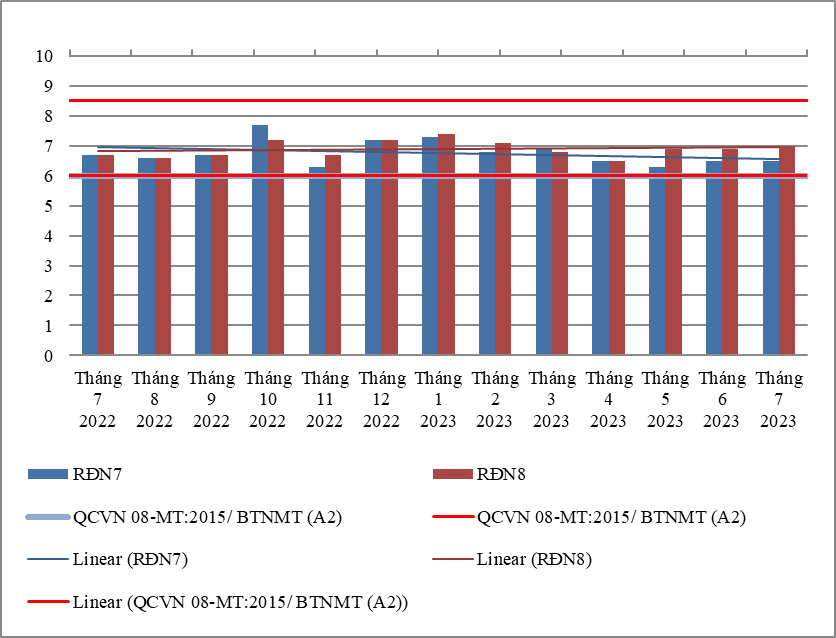 10
9
8
7
6
5
4
3
2
1
0
Tháng Tháng Tháng Tháng Tháng Tháng Tháng Tháng Tháng Tháng Tháng Tháng Tháng
7 8 9 10 11 12 1 2 3 4 5 6 7
2022 2022 2022 2022 2022 2022 2023 2023 2023 2023 2023 2023 2023
RĐN7 RĐN8
QCVN 08-MT:2015/ BTNMT (A2) QCVN 08-MT:2015/ BTNMT (A2)
Linear (RĐN7) Linear (RĐN8)
Linear (QCVN 08-MT:2015/ BTNMT (A2))